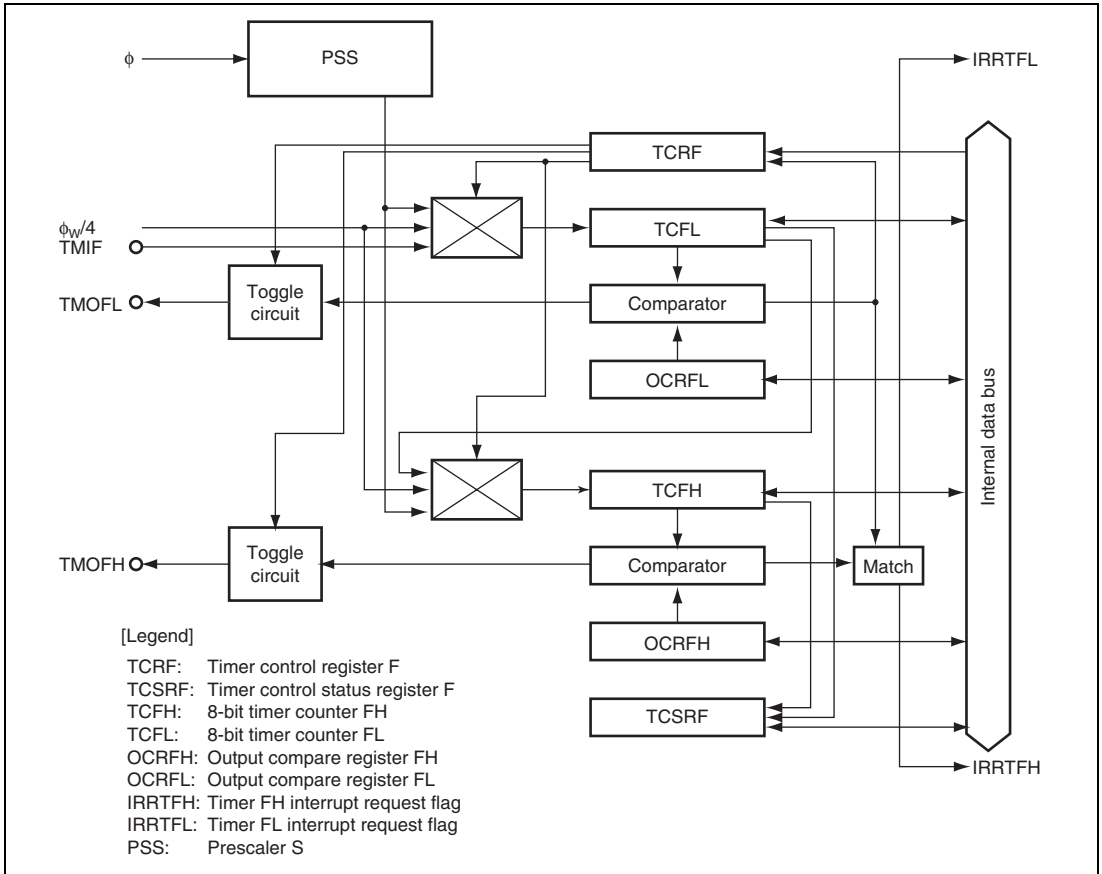 φ
PSS
IRRTFL
TCRF
φW/4
TMIF
TCFL
TMOFL
Toggle
circuit
Comparator
OCRFL
Internal data bus
TCFH
TMOFH
Toggle
circuit
Comparator
Match
OCRFH
TCSRF
IRRTFH
[Legend]
TCRF: Timer control register F
TCSRF: Timer control status register F
TCFH: 8-bit timer counter FH
TCFL: 8-bit timer counter FL
OCRFH: Output compare register FH
OCRFL: Output compare register FL
IRRTFH: Timer FH interrupt request flag
IRRTFL: Timer FL interrupt request flag
PSS: Prescaler S